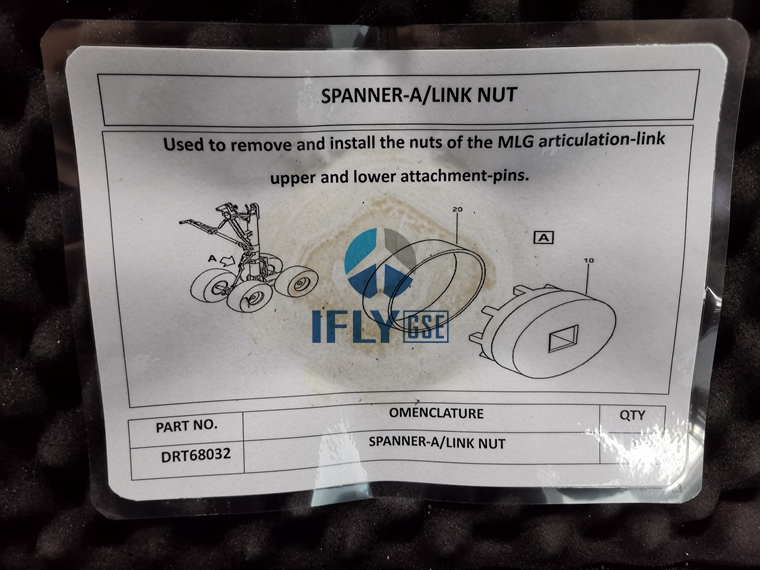 SPANNER-A/LINK NUT
Used to remove and install the nuts of the MLG articulation-link
upper and lower attachment-pins.
20
A
A
10
IFLY GSE
PART NO.
OMENCLATURE
QTY
DRT68032
SPANNER-A/LINK NUT